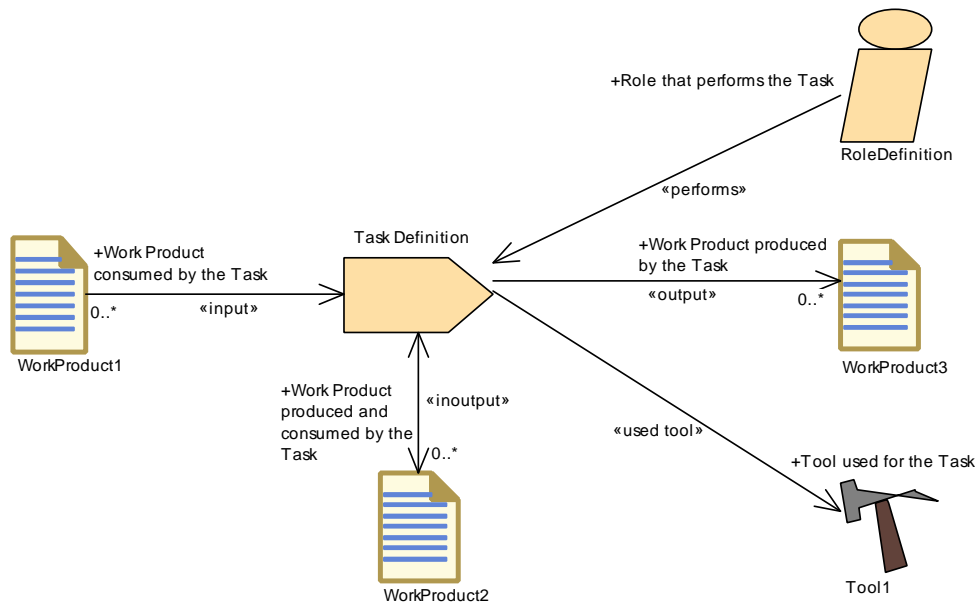 +Role that performs the Task
RoleDefinition
«performs»
Task Definition
+Work Product
consumed by the Task
«input»
0..*
WorkProduct1
+Work Product produced
by the Task
«output»
0..*
WorkProduct3
+Work Product
produced and
consumed by the
Task
«inoutput»
0..*
WorkProduct2
«used tool»
+Tool used for the Task
Tool1